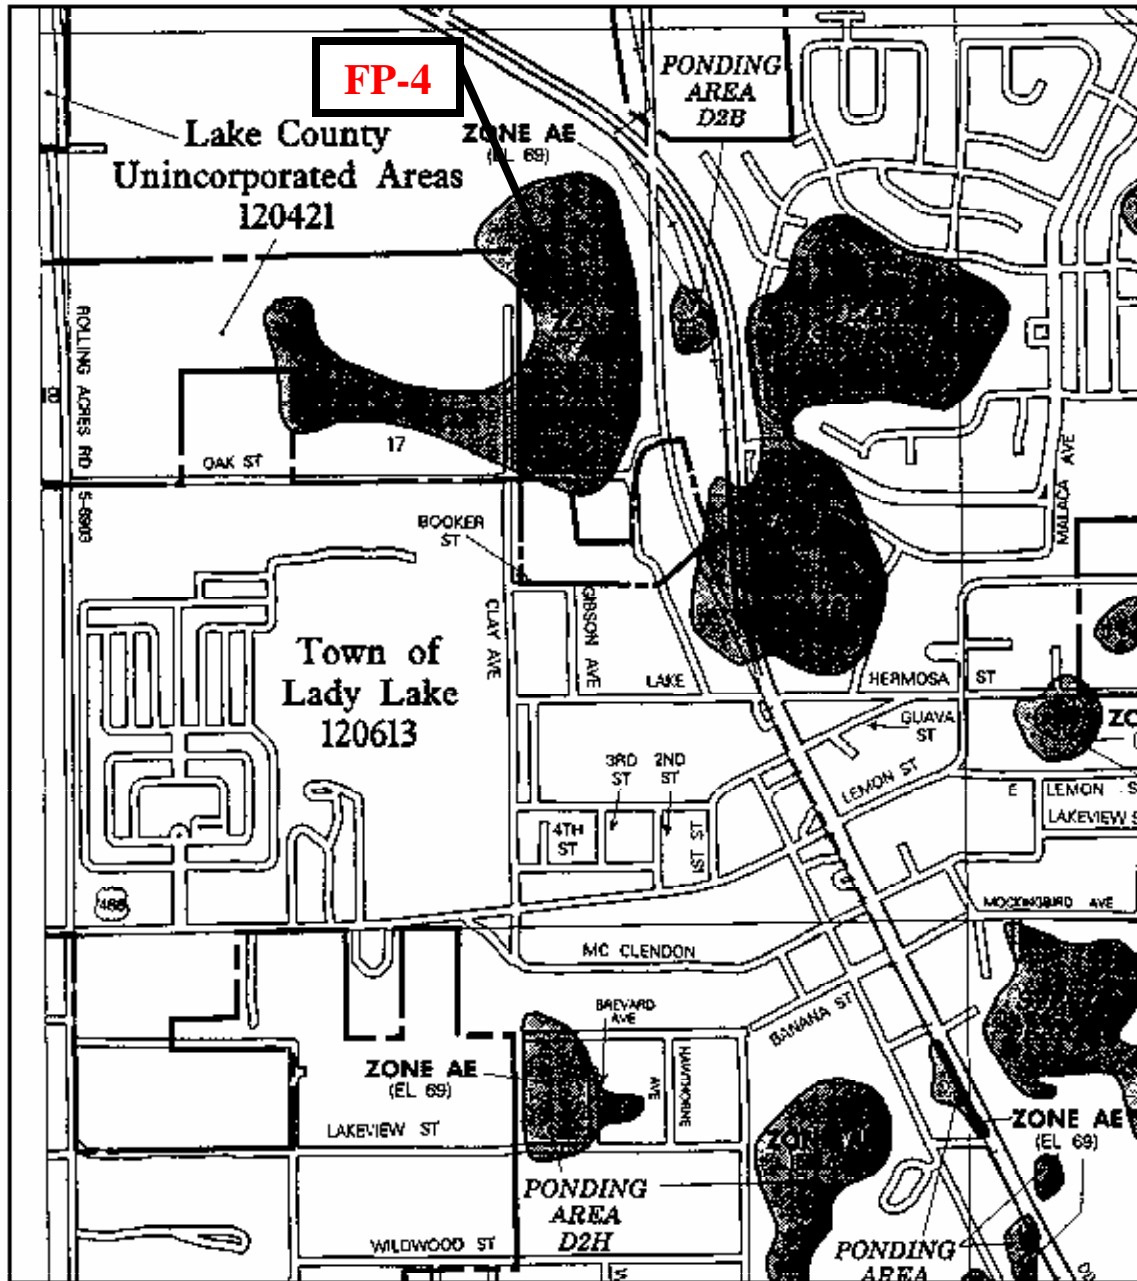 FP-4
PONDING
AREA
D2B
ZONE AE
(EL 69)
Lake County
Unincorporated Areas
120421
ROLLING ACRES RD
S-6903
17
OAK ST
MALACA AVE
BOOKER
ST
CLAY AVE
GIBSON AVE
Town of
Lady Lake
120613
LAKE
HERMOSA ST
GUAVA
ST
3RD
ST
2ND
ST
LEMON ST
4TH
ST
1ST ST
E LEMON S
LAKEVIEW S
466
MOCKINGBIRD AVE
MC CLENDON
BREVARD
AVE
BANANA ST
ZONE AE
(EL 69)
AVE
HAWTHORNE
LAKEVIEW ST
ZONE AE
(EL 69)
PONDING
AREA
D2H
WILDWOOD ST
PONDING
AREA